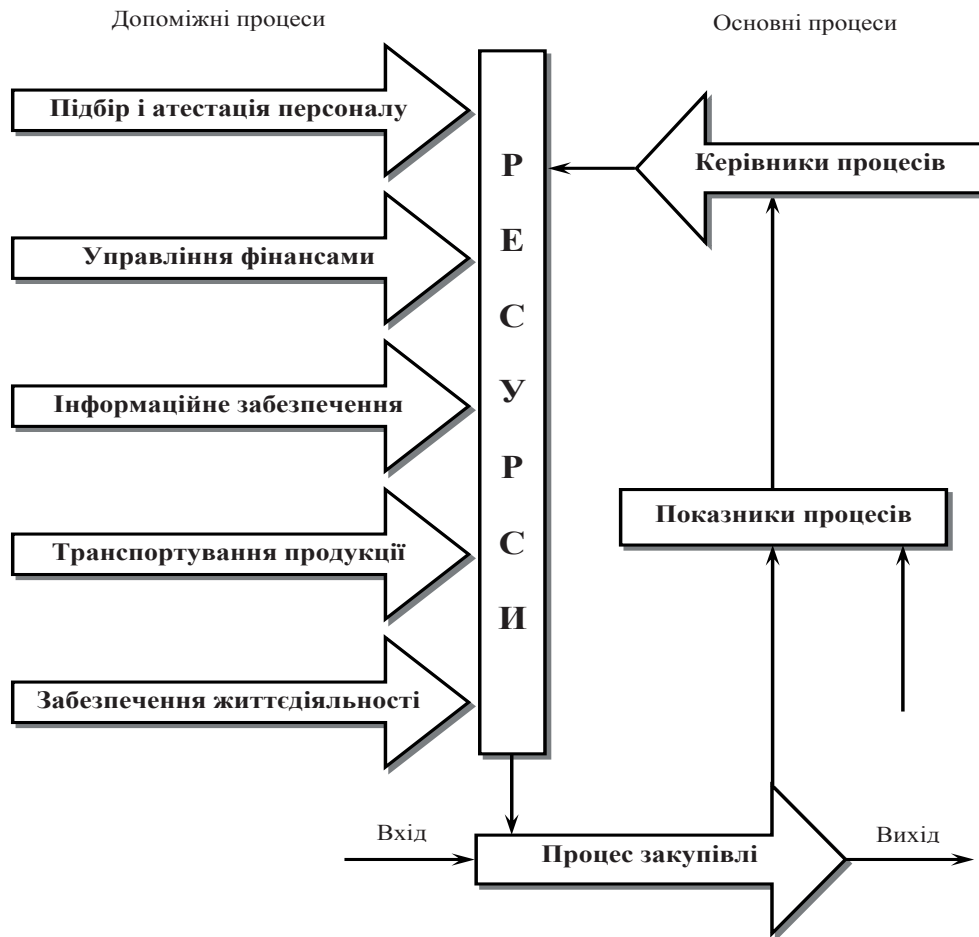 Допоміжні процеси
Основні процеси
Підбір і атестація персоналу
Управління фінансами
Інформаційне забезпечення
Транспортування продукції
Забезпечення життєдіяльності
Р
Е
С
У
Р
С
И
Керівники процесів
Показники процесів
Вхід
Процес закупівлі
Вихід